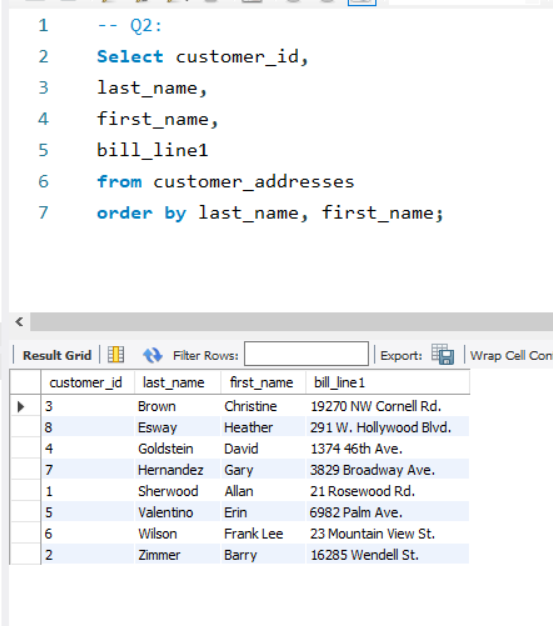 1 -- Q2:
2 Select customer_id,
3 last_name,
4 first_name,
5 bill_line1
6 from customer_addresses
7 order by last_name, first_name;
Result Grid Filter Rows: Export: Wrap Cell Con
customer_id last_name first_name bill_line1
3 Brown Christine 19270 NW Cornell Rd.
8 Esway Heather 291 W. Hollywood Blvd.
4 Goldstein David 1374 46th Ave.
7 Hernandez Gary 3829 Broadway Ave.
1 Sherwood Allan 21 Rosewood Rd.
5 Valentino Erin 6982 Palm Ave.
6 Wilson Frank Lee 23 Mountain View St.
2 Zimmer Barry 16285 Wendell St.